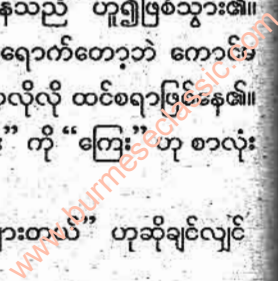 နေသည် ဟူ၍ဖြစ်သွား၏။
ရောက်တော့ဘဲ ကောင်မ
လိုလို ထင်စရာဖြစ်နေ၏။
” ကို “ကြေး” ဟု စာလုံး
များတယ်” ဟုဆိုချင်လျှင်
www.burmeseclassic.com